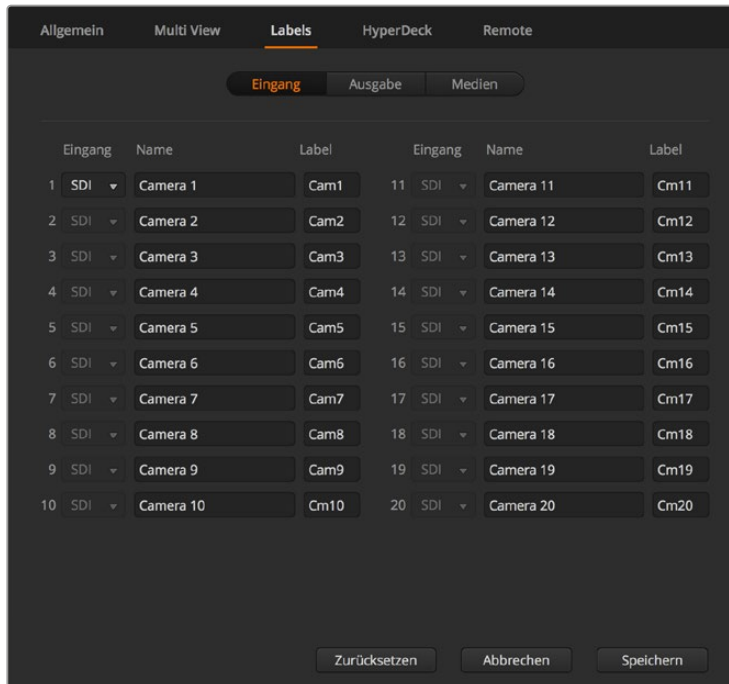 Allgemein Multi View Labels HyperDeck Remote
Eingang Ausgabe Medien
Eingang Name Label Eingang Name Label
1 SDI Camera 1 Cam1 11 SDI Camera 11 Cm11
2 SDI Camera 2 Cam2 12 SDI Camera 12 Cm12
3 SDI Camera 3 Cam3 13 SDI Camera 13 Cm13
4 SDI Camera 4 Cam4 14 SDI Camera 14 Cm14
5 SDI Camera 5 Cam5 15 SDI Camera 15 Cm15
6 SDI Camera 6 Cam6 16 SDI Camera 16 Cm16
7 SDI Camera 7 Cam7 17 SDI Camera 17 Cm17
8 SDI Camera 8 Cam8 18 SDI Camera 18 Cm18
9 SDI Camera 9 Cam9 19 SDI Camera 19 Cm19
10 SDI Camera 10 Cm10 20 SDI Camera 20 Cm20
Zurücksetzen Abbrechen Speichern